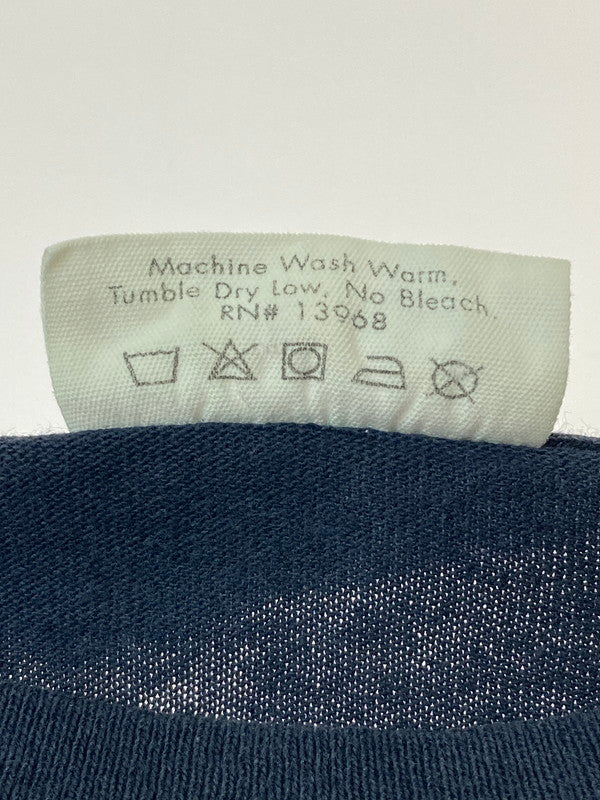 Machine Wash Warm,
Tumble Dry Low, No Bleach.
RN# 13968